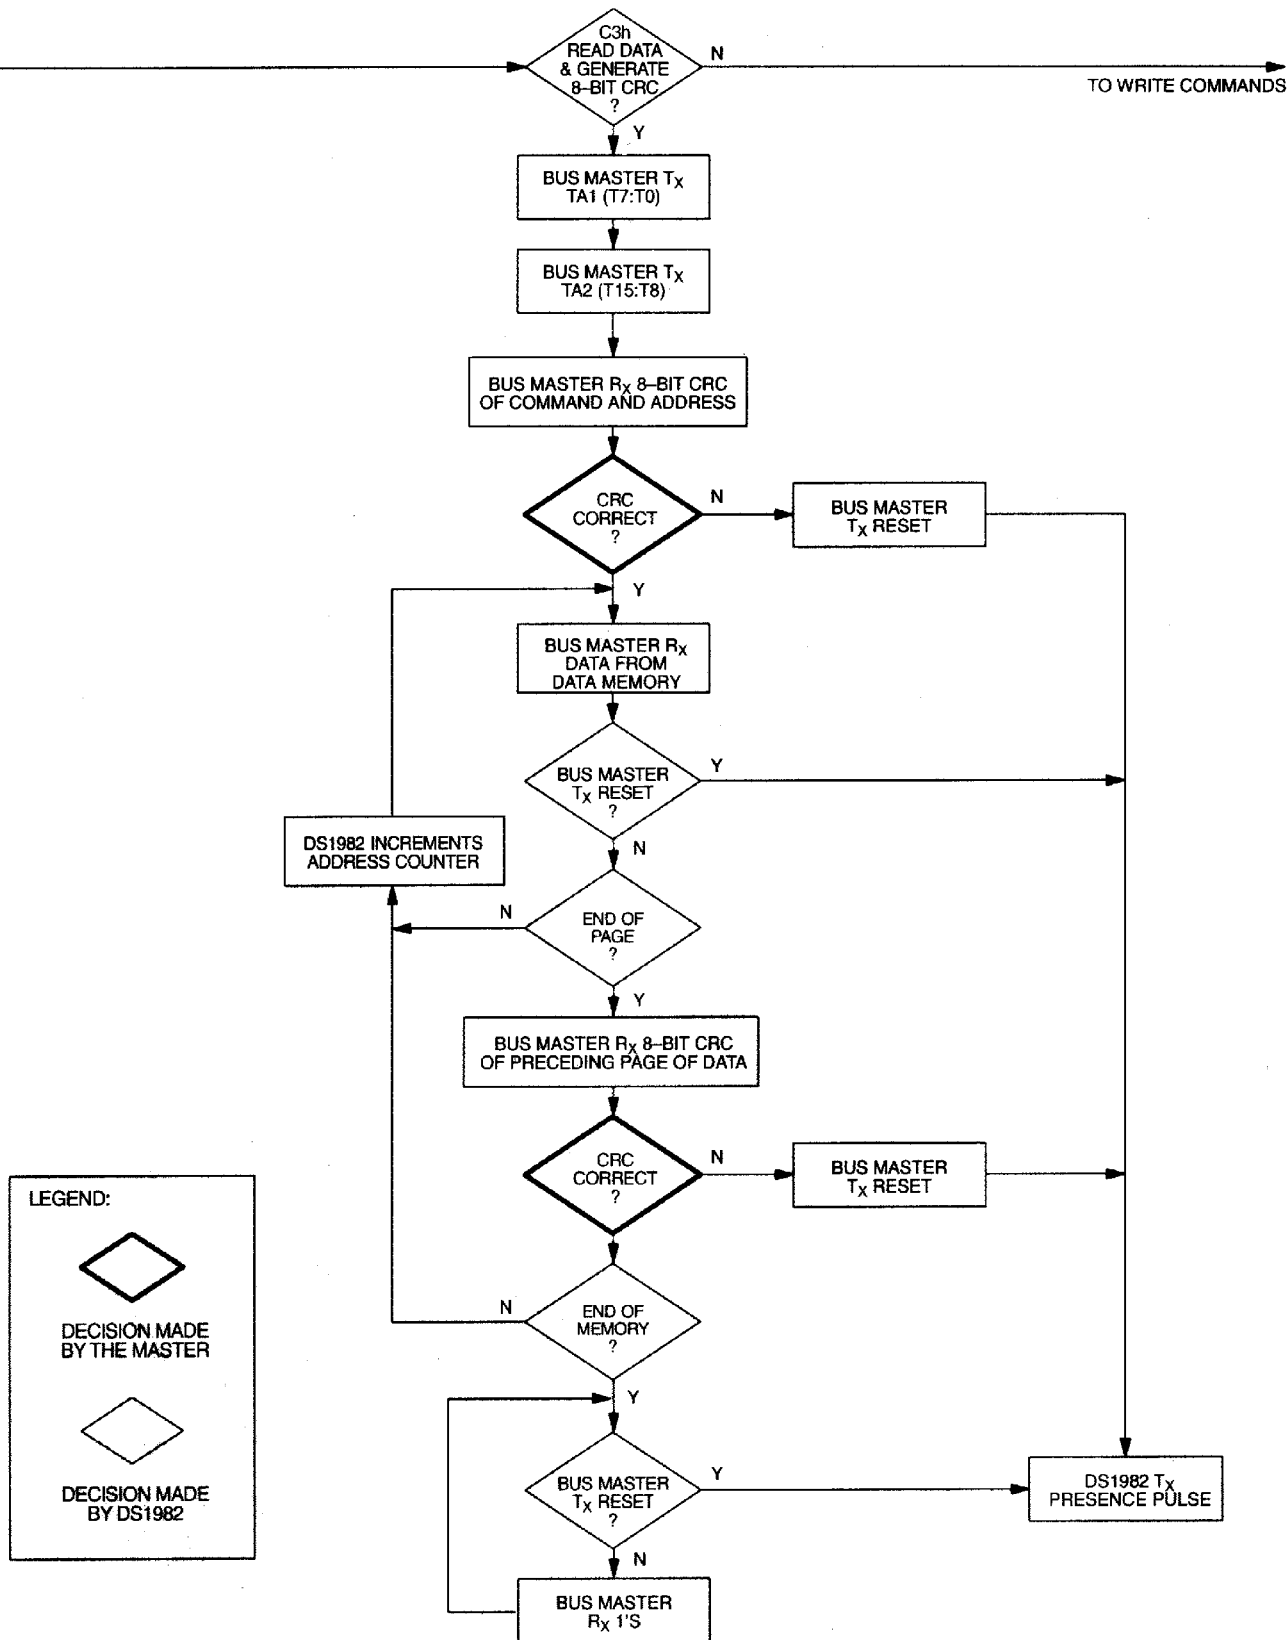 C3h
READ DATA
& GENERATE
8–BIT CRC
?
N
TO WRITE COMMANDS
Y
BUS MASTER TX
TA1 (T7:T0)
BUS MASTER TX
TA2 (T15:T8)
BUS MASTER RX 8–BIT CRC
OF COMMAND AND ADDRESS
CRC
CORRECT
?
N
BUS MASTER
TX RESET
Y
BUS MASTER RX
DATA FROM
DATA MEMORY
BUS MASTER
TX RESET
?
Y
N
DS1982 INCREMENTS
ADDRESS COUNTER
END OF
PAGE
?
N
Y
BUS MASTER RX 8–BIT CRC
OF PRECEDING PAGE OF DATA
CRC
CORRECT
?
N
BUS MASTER
TX RESET
END OF
MEMORY
?
N
Y
BUS MASTER
TX RESET
?
Y
DS1982 TX
PRESENCE PULSE
N
BUS MASTER
RX 1'S
LEGEND:
DECISION MADE
BY THE MASTER
DECISION MADE
BY DS1982